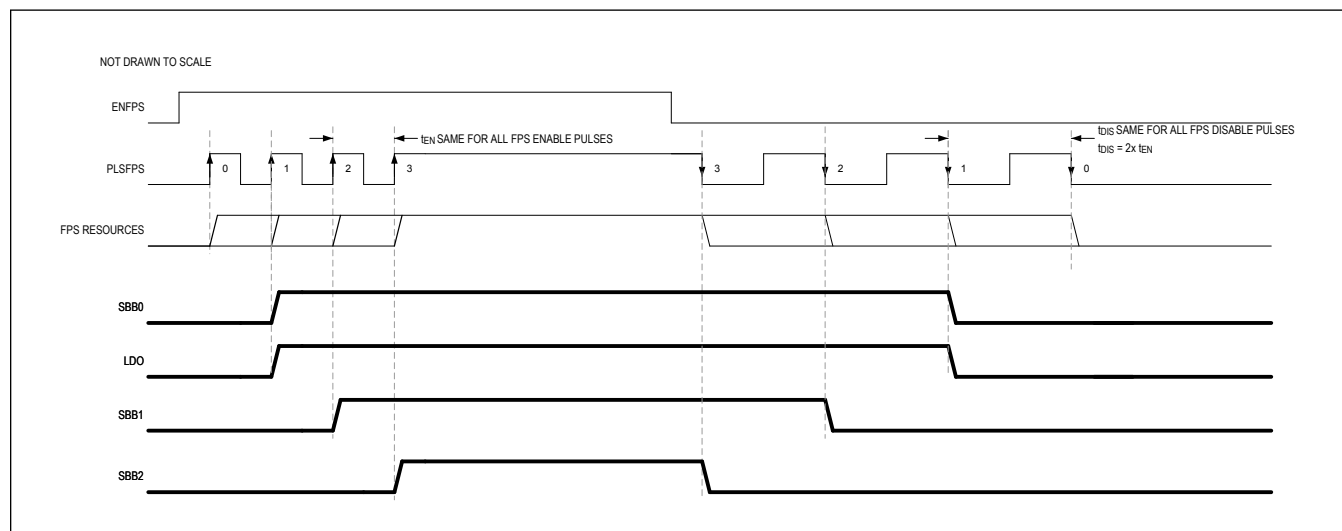 NOT DRAWN TO SCALE
ENFPS
tEN SAME FOR ALL FPS ENABLE PULSES
tDIS SAME FOR ALL FPS DISABLE PULSES
tDIS = 2x tEN
PLSFPS 0 1 2 3 3 2 1 0
FPS RESOURCES
SBB0
LDO
SBB1
SBB2